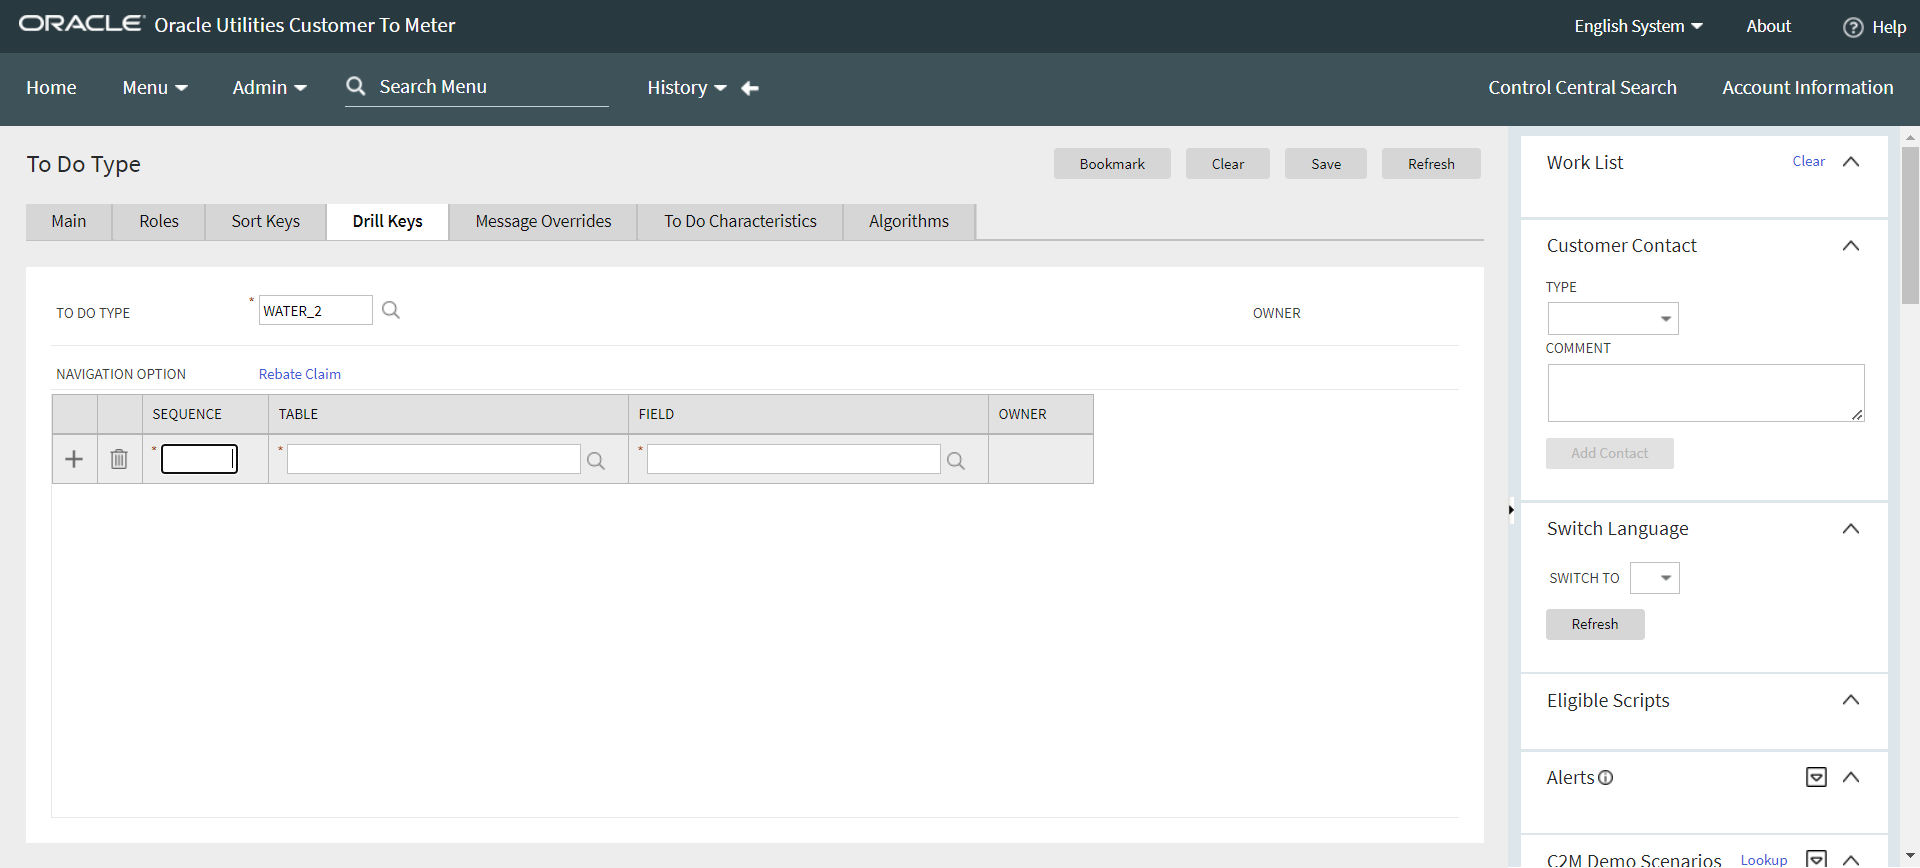 ORACLE Oracle Utilities Customer To Meter
English System
About
Help
Home
Menu
Admin
Search Menu
History
Control Central Search
Account Information
To Do Type
Bookmark
Clear
Save
Refresh
Main
Roles
Sort Keys
Drill Keys
Message Overrides
To Do Characteristics
Algorithms
TO DO TYPE
* WATER_2
OWNER
NAVIGATION OPTION
Rebate Claim
SEQUENCE
TABLE
FIELD
OWNER
*
*
*
Work List
Clear
Customer Contact
TYPE
COMMENT
Add Contact
Switch Language
SWITCH TO
Refresh
Eligible Scripts
Alerts
C2M Demo Scenarios
Lookup